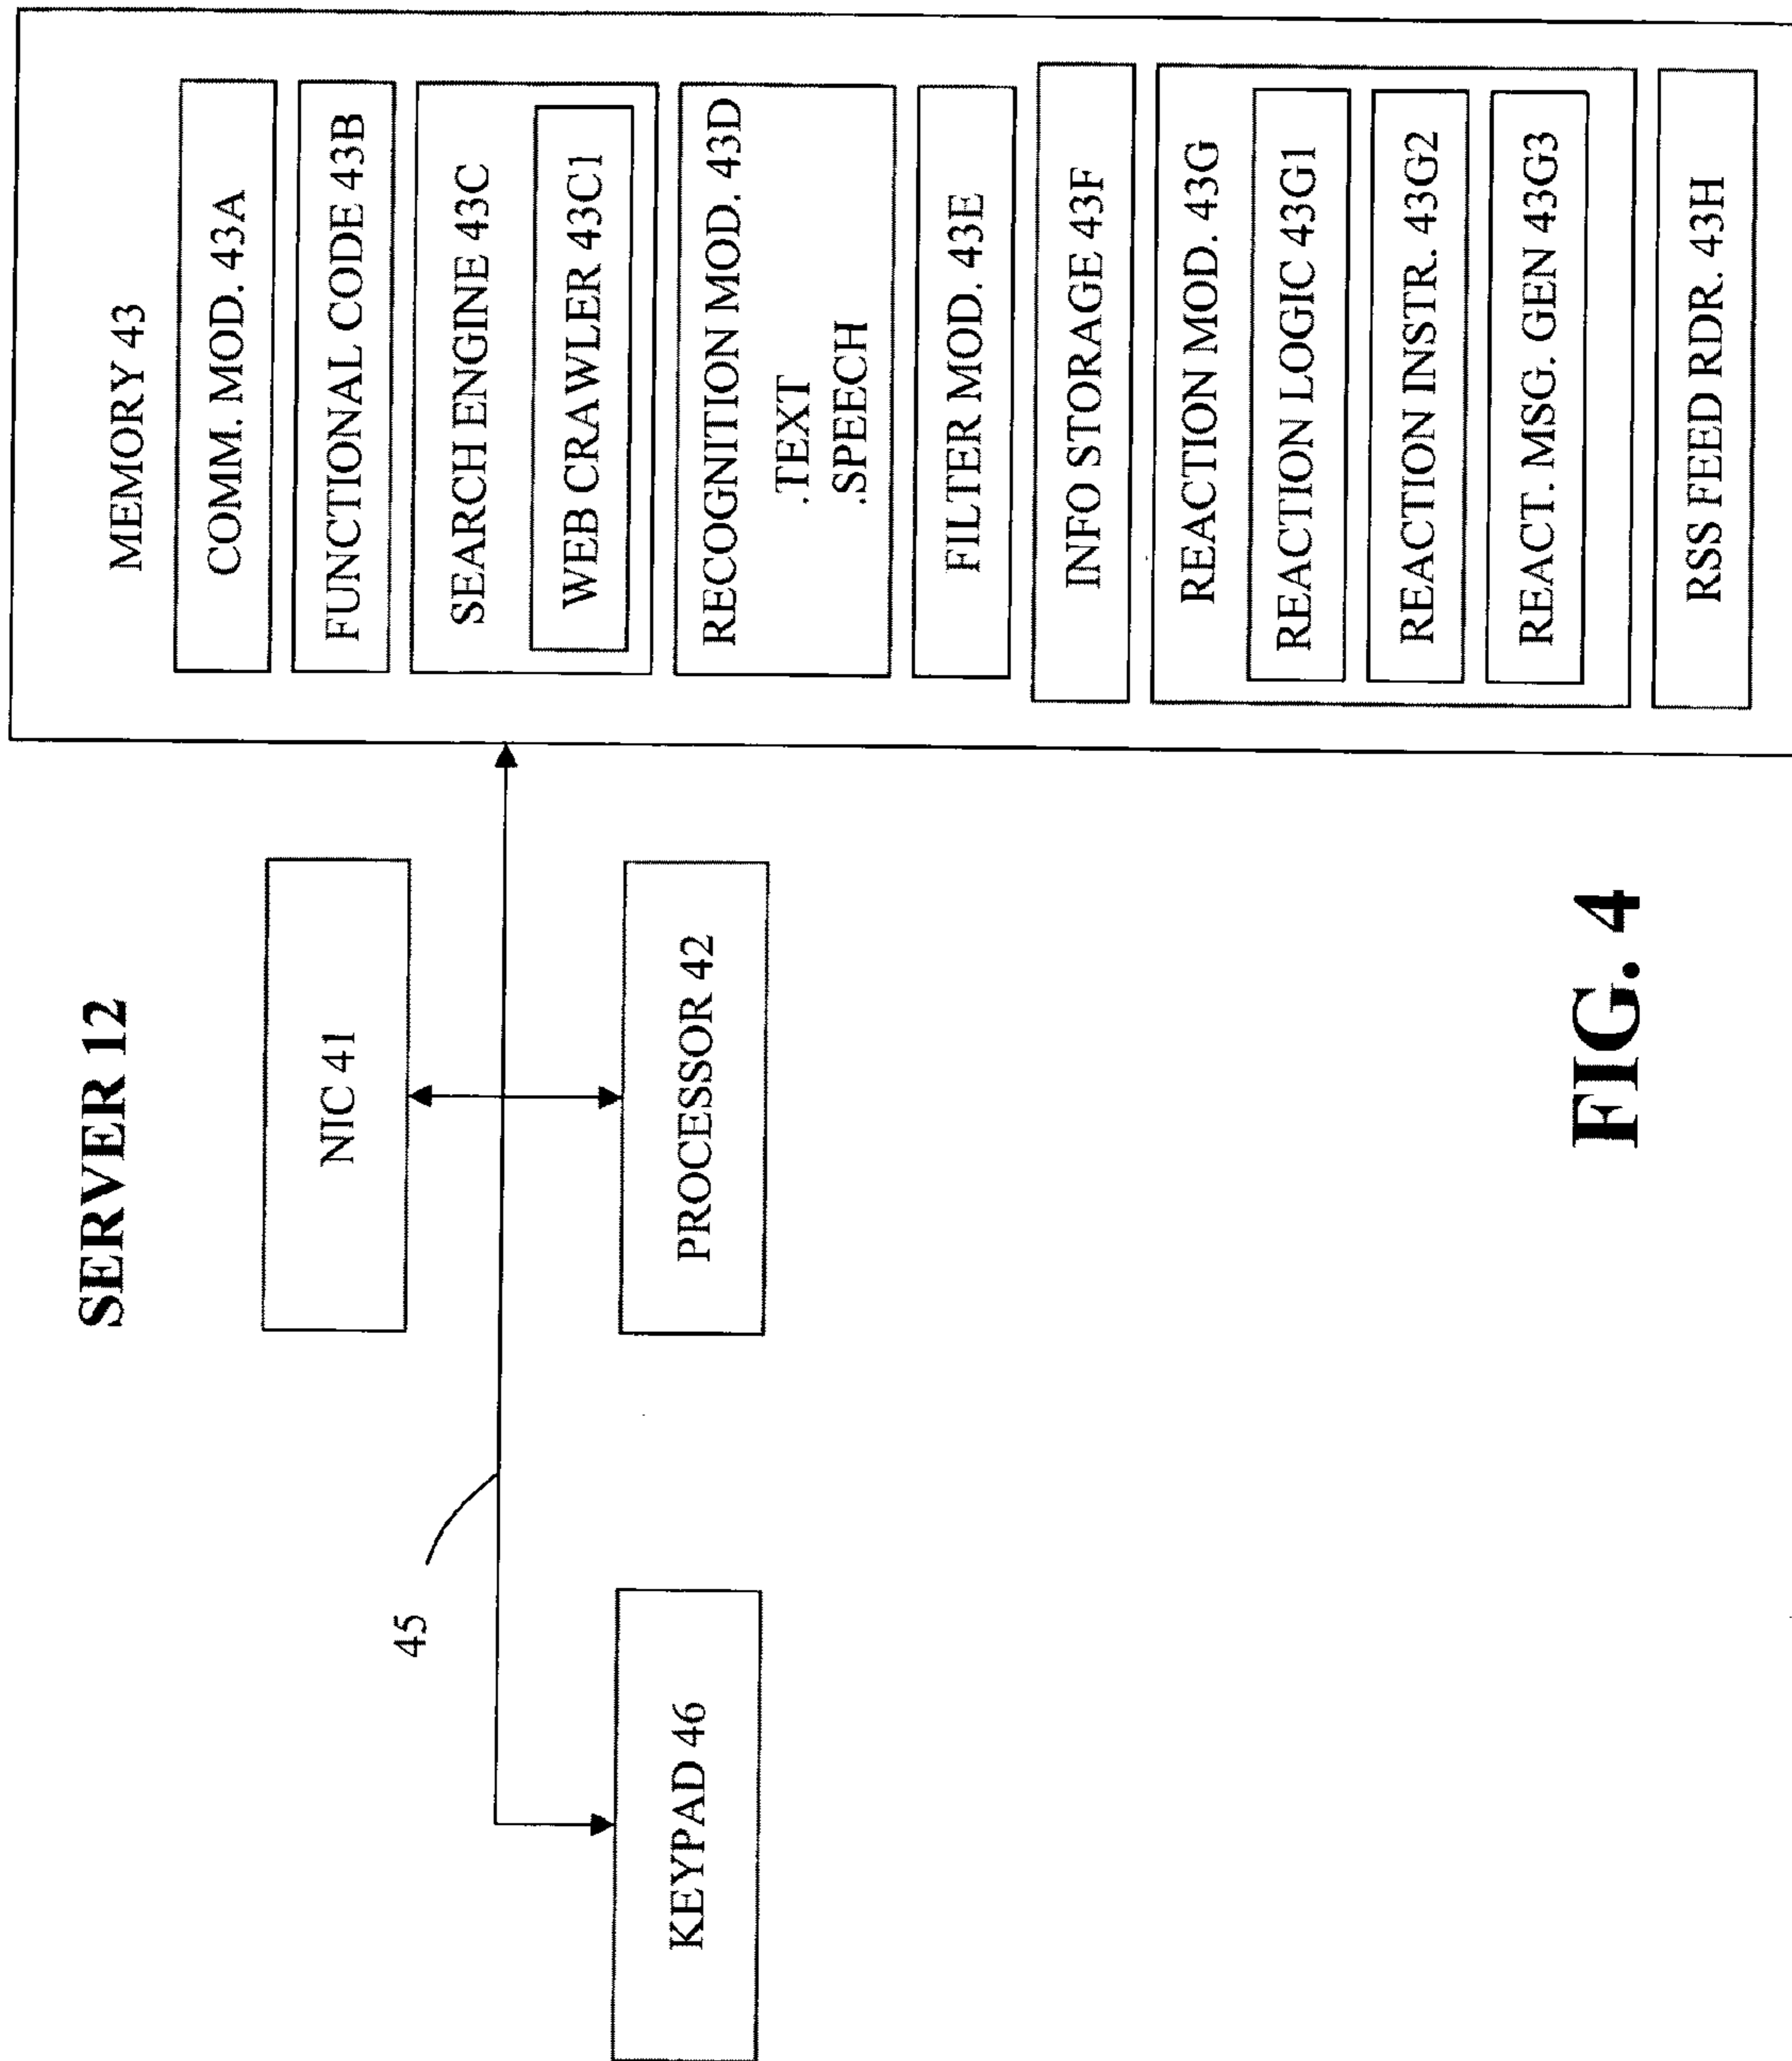 SERVER 12
KEYPAD 46
45
NIC 41
PROCESSOR 42
MEMORY 43
COMM. MOD. 43A
FUNCTIONAL CODE 43B
SEARCH ENGINE 43C
WEB CRAWLER 43C1
RECOGNITION MOD. 43D
.TEXT
.SPEECH
FILTER MOD. 43E
INFO STORAGE 43F
REACTION MOD. 43G
REACTION LOGIC 43G1
REACTION INSTR. 43G2
REACT. MSG. GEN 43G3
RSS FEED RDR. 43H
FIG. 4